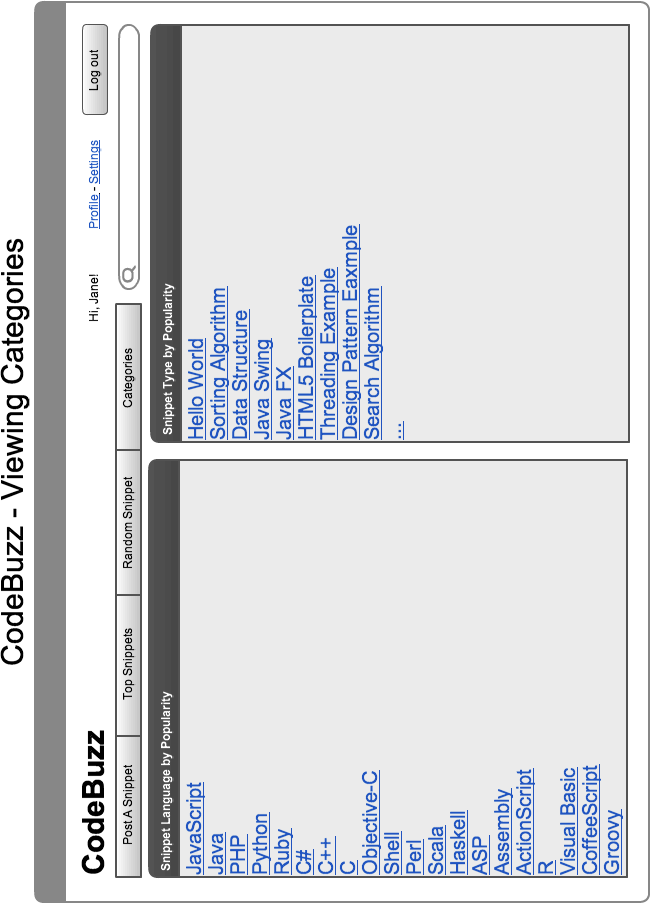 CodeBuzz - Viewing Categories
CodeBuzz
Hi, Jane!
Profile - Settings
Log out
Post A Snippet
Top Snippets
Random Snippet
Categories
Snippet Language by Popularity
JavaScript
Java
PHP
Python
Ruby
C#
C++
C
Objective-C
Shell
Perl
Scala
Haskell
ASP
Assembly
ActionScript
R
Visual Basic
CoffeeScript
Groovy
Snippet Type by Popularity
Hello World
Sorting Algorithm
Data Structure
Java Swing
Java FX
HTML5 Boilerplate
Threading Example
Design Pattern Eaxmple
Search Algorithm
...